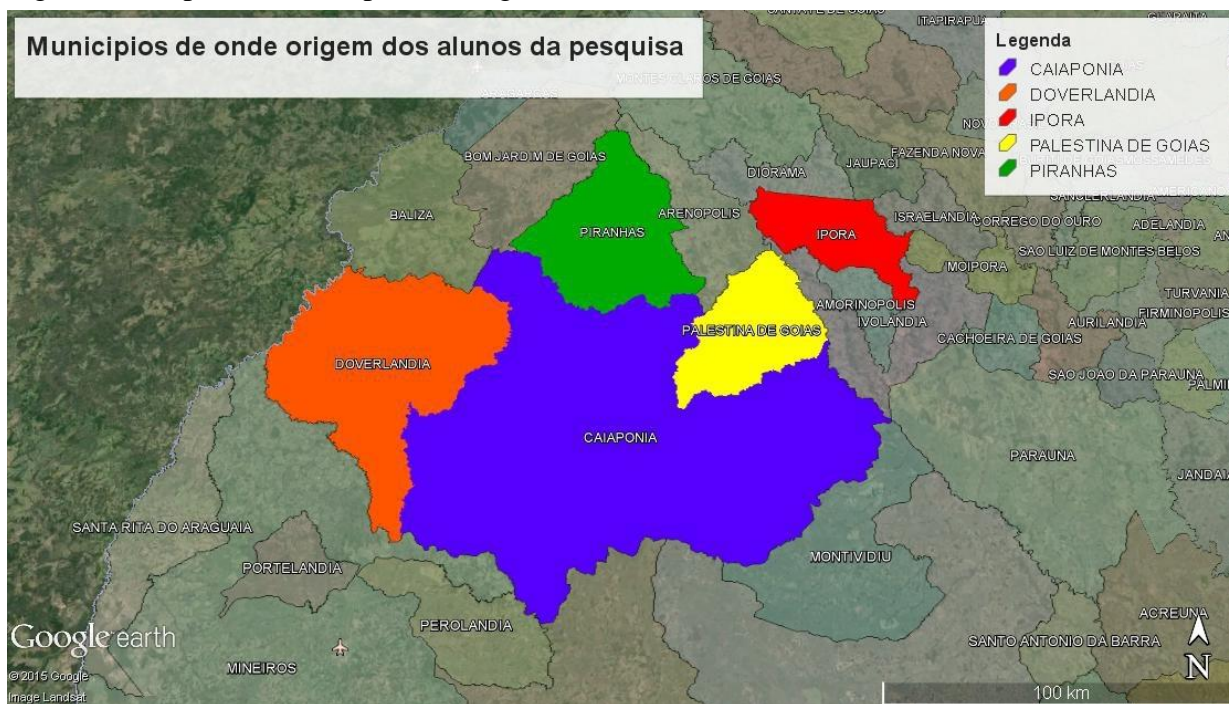 Municipios de onde origem dos alunos da pesquisa
Legenda
CAIAPONIA
DOVERLANDIA
IPORA
PALESTINA DE GOIAS
PIRANHAS
MONTES CLAROS DE GOIAS
BOM JARDIM DE GOIAS
FAZENDA NOVA
JAUPACI
DIORAMA
BALIZA
ARENOPOLIS
ISRAELANDIA
CORREGO DO OURO
ADELANDIA
PIRANHAS
IPORA
SAO LUIZ DE MONTES BELOS
MOIPORA
TURVANIA
AMORINOPOLIS
FIRMINOPOLIS
PALESTINA DE GOIAS
IVOLANDIA
AURILANDIA
CACHOEIRA DE GOIAS
DOVERLANDIA
SAO JOAO DA PARAUNA
CAIAPONIA
PARAUNA
JANDAIA
SANTA RITA DO ARAGUAIA
MONTIVIDIU
PORTELANDIA
PEROLANDIA
ACREUNA
SANTO ANTONIO DA BARRA
MINEIROS
Google earth
© 2015 Google
Image Landsat
N
100 km